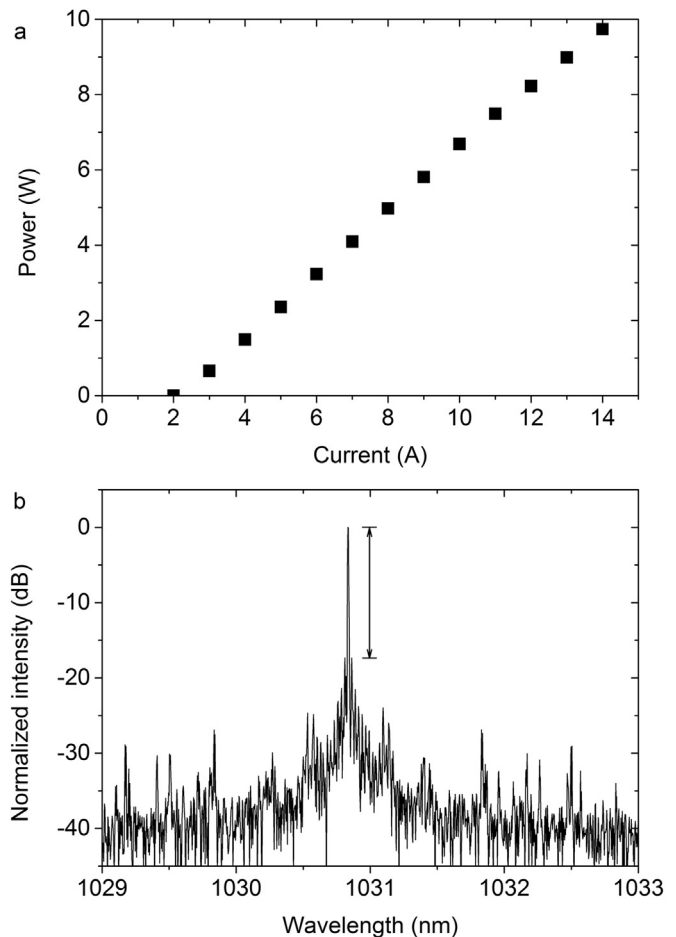 a
10
8
6
4
2
0
Power (W)
0 2 4 6 8 10 12 14
Current (A)
b
0
-10
-20
-30
-40
Normalized intensity (dB)
1029 1030 1031 1032 1033
Wavelength (nm)